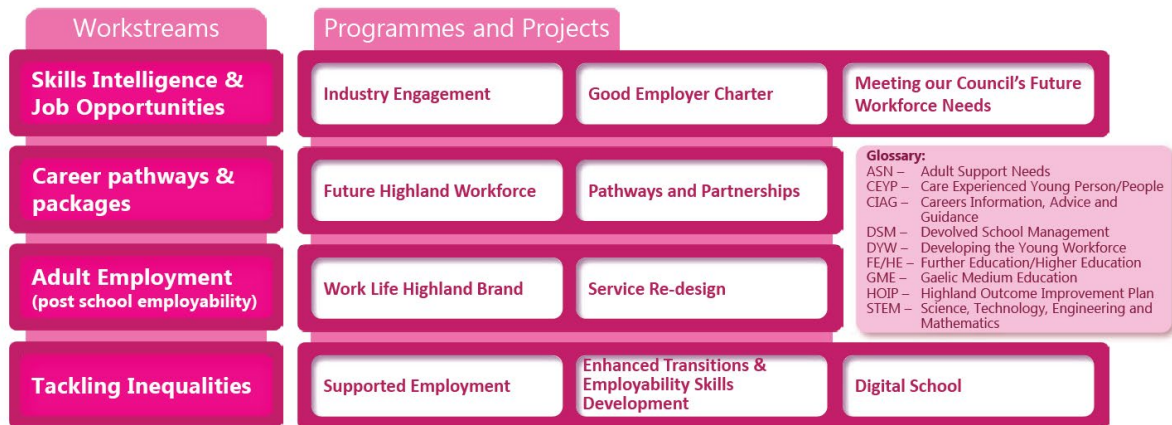 Workstreams
Programmes and Projects
Skills Intelligence &
Job Opportunities
Industry Engagement
Good Employer Charter
Meeting our Council's Future
Workforce Needs
Career pathways &
packages
Future Highland Workforce
Pathways and Partnerships
Glossary:
ASN – Adult Support Needs
CEYP – Care Experienced Young Person/People
CIAG – Careers Information, Advice and
Guidance
DSM – Devolved School Management
DYW – Developing the Young Workforce
FE/HE – Further Education/Higher Education
GME – Gaelic Medium Education
HOIP – Highland Outcome Improvement Plan
STEM – Science, Technology, Engineering and
Mathematics
Adult Employment
(post school employability)
Work Life Highland Brand
Service Re-design
Tackling Inequalities
Supported Employment
Enhanced Transitions &
Employability Skills
Development
Digital School